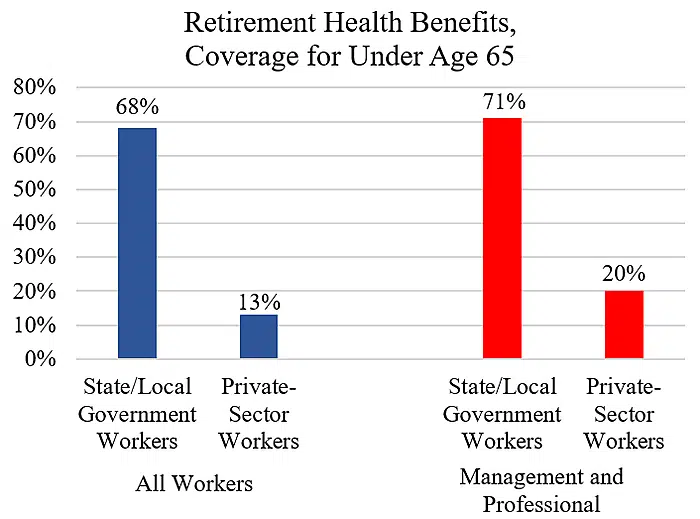 Retirement Health Benefits,
Coverage for Under Age 65
80%
70%
60%
50%
40%
30%
20%
10%
0%
68%
13%
71%
20%
State/Local
Government
Workers
Private-
Sector
Workers
State/Local
Government
Workers
Private-
Sector
Workers
All Workers
Management and
Professional